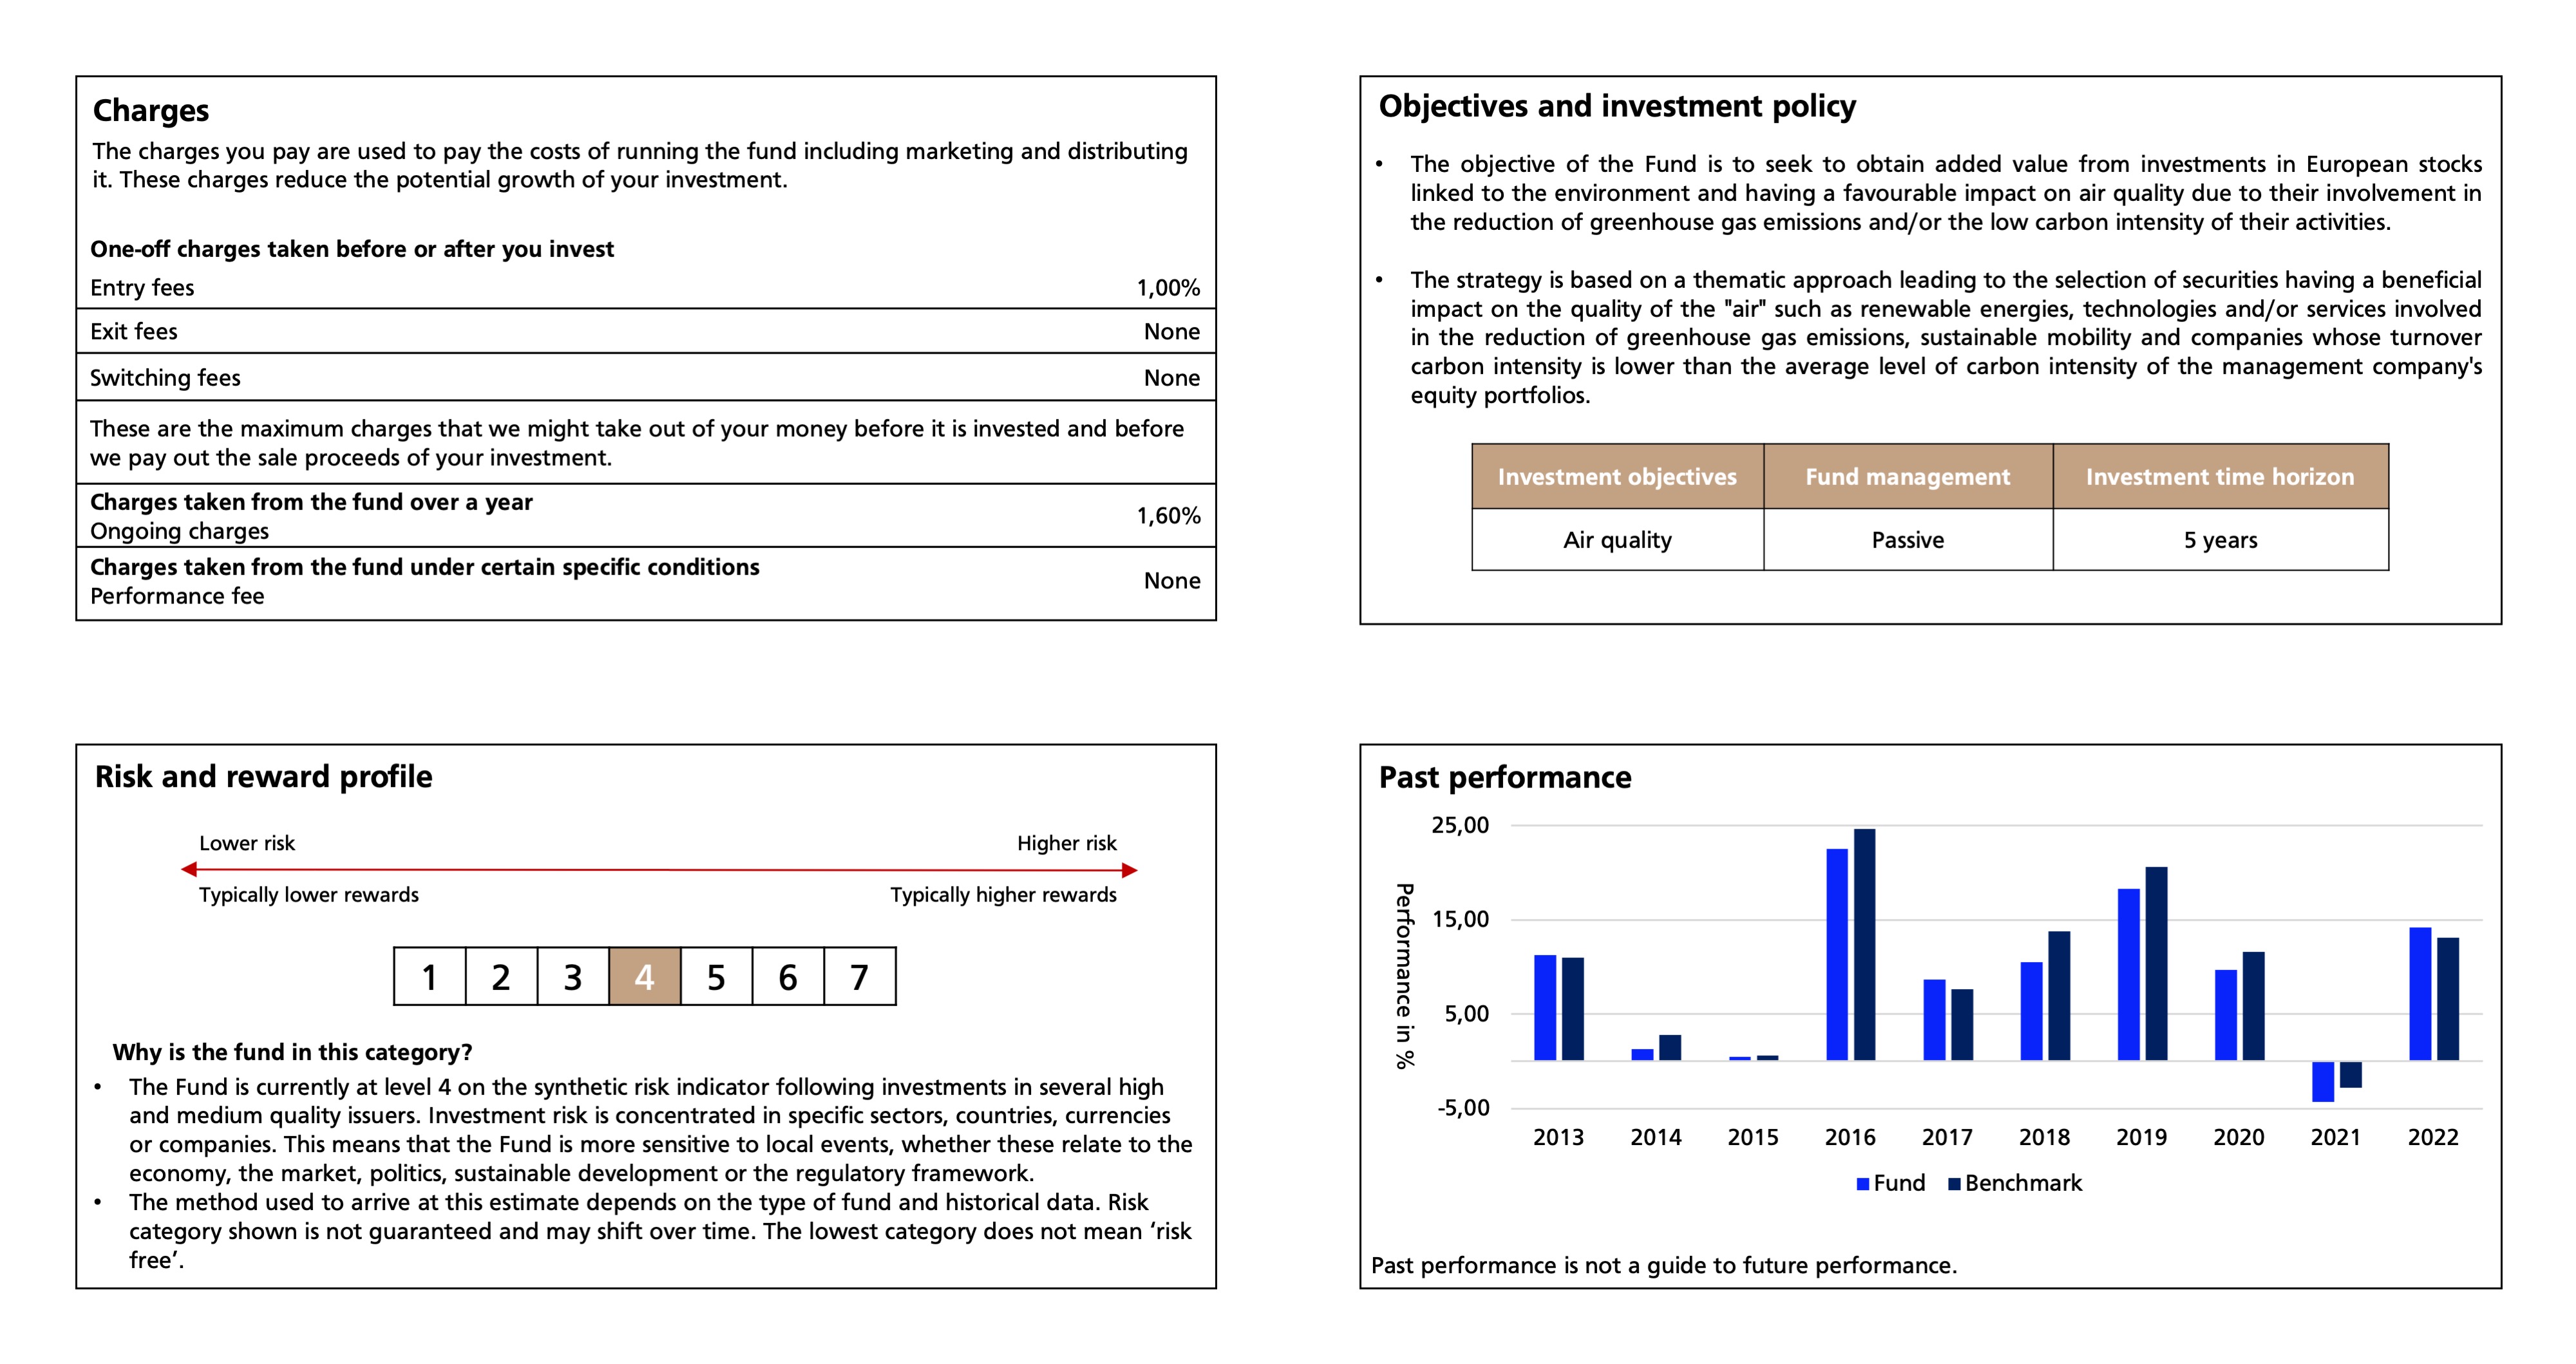 Charges
The charges you pay are used to pay the costs of running the fund including marketing and distributing
it. These charges reduce the potential growth of your investment.
One-off charges taken before or after you invest
Entry fees 1,00%
Exit fees None
Switching fees None
These are the maximum charges that we might take out of your money before it is invested and before
we pay out the sale proceeds of your investment.
Charges taken from the fund over a year
Ongoing charges 1,60%
Charges taken from the fund under certain specific conditions
Performance fee None
Objectives and investment policy
• The objective of the Fund is to seek to obtain added value from investments in European stocks
linked to the environment and having a favourable impact on air quality due to their involvement in
the reduction of greenhouse gas emissions and/or the low carbon intensity of their activities.
• The strategy is based on a thematic approach leading to the selection of securities having a beneficial
impact on the quality of the "air" such as renewable energies, technologies and/or services involved
in the reduction of greenhouse gas emissions, sustainable mobility and companies whose turnover
carbon intensity is lower than the average level of carbon intensity of the management company's
equity portfolios.
Investment objectives Fund management Investment time horizon
Air quality Passive 5 years
Risk and reward profile
Lower risk Higher risk
Typically lower rewards Typically higher rewards
1 2 3 4 5 6 7
Why is the fund in this category?
• The Fund is currently at level 4 on the synthetic risk indicator following investments in several high
and medium quality issuers. Investment risk is concentrated in specific sectors, countries, currencies
or companies. This means that the Fund is more sensitive to local events, whether these relate to the
economy, the market, politics, sustainable development or the regulatory framework.
• The method used to arrive at this estimate depends on the type of fund and historical data. Risk
category shown is not guaranteed and may shift over time. The lowest category does not mean ‘risk
free’.
Past performance
Performance in %
25,00
15,00
5,00
-5,00
2013 2014 2015 2016 2017 2018 2019 2020 2021 2022
Fund Benchmark
Past performance is not a guide to future performance.